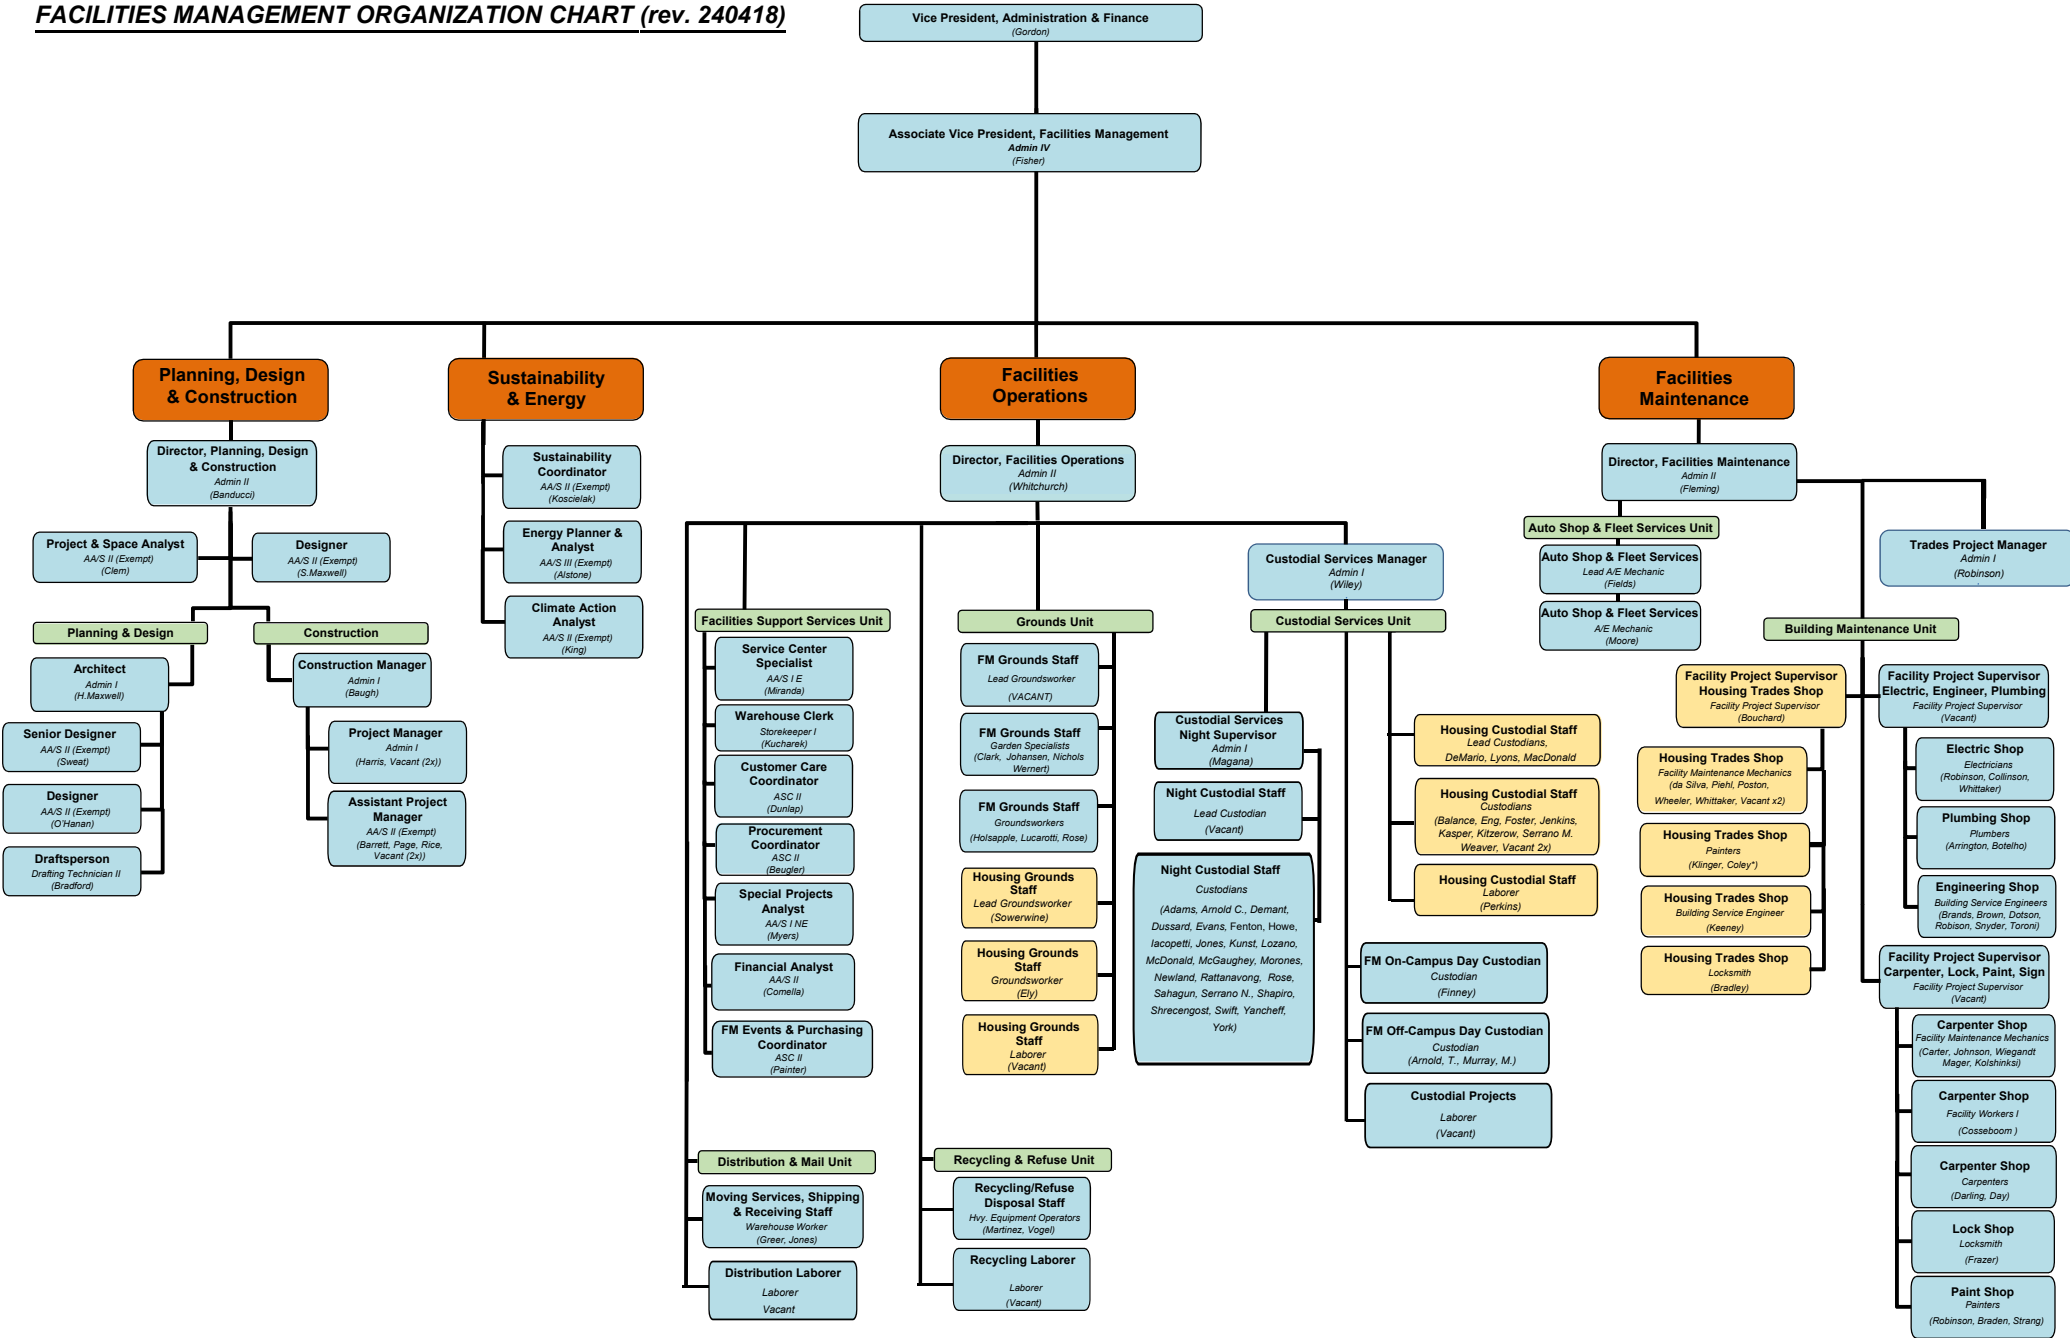 FACILITIES MANAGEMENT ORGANIZATION CHART (rev. 240418)
Vice President, Administration & Finance
(Gordon)
Associate Vice President, Facilities Management
Admin IV
(Fisher)
Planning, Design
& Construction
Director, Planning, Design
& Construction
Admin II
(Banducci)
Project & Space Analyst
AA/S II (Exempt)
(Clem)
Designer
AA/S II (Exempt)
(S.Maxwell)
Planning & Design
Architect
Admin I
(H.Maxwell)
Senior Designer
AA/S II (Exempt)
(Sweat)
Designer
AA/S II (Exempt)
(O'Hanan)
Draftsperson
Drafting Technician II
(Bradford)
Construction
Construction Manager
Admin I
(Baugh)
Project Manager
Admin I
(Harris, Vacant (2x))
Assistant Project
Manager
AA/S II (Exempt)
(Barrett, Page, Rice,
Vacant (2x))
Sustainability
& Energy
Sustainability
Coordinator
AA/S II (Exempt)
(Koscielak)
Energy Planner &
Analyst
AA/S III (Exempt)
(Alstone)
Climate Action
Analyst
AA/S II (Exempt)
(King)
Facilities
Operations
Director, Facilities Operations
Admin II
(Whitchurch)
Facilities Support Services Unit
Service Center
Specialist
AA/S I E
(Miranda)
Warehouse Clerk
Storekeeper I
(Kucharek)
Customer Care
Coordinator
ASC II
(Dunlap)
Procurement
Coordinator
ASC II
(Beugler)
Special Projects
Analyst
AA/S I NE
(Myers)
Financial Analyst
AA/S II
(Comella)
FM Events & Purchasing
Coordinator
ASC II
(Painter)
Distribution & Mail Unit
Moving Services, Shipping
& Receiving Staff
Warehouse Worker
(Greer, Jones)
Distribution Laborer
Laborer
Vacant
Grounds Unit
FM Grounds Staff
Lead Groundsworker
(VACANT)
FM Grounds Staff
Garden Specialists
(Clark, Johansen, Nichols
Wernert)
FM Grounds Staff
Groundsworkers
(Holsapple, Lucarotti, Rose)
Housing Grounds
Staff
Lead Groundsworker
(Sowerwine)
Housing Grounds
Staff
Groundsworker
(Ely)
Housing Grounds
Staff
Laborer
(Vacant)
Recycling & Refuse Unit
Recycling/Refuse
Disposal Staff
Hvy. Equipment Operators
(Martinez, Vogel)
Recycling Laborer
Laborer
(Vacant)
Custodial Services Manager
Admin I
(Wiley)
Custodial Services Unit
Custodial Services
Night Supervisor
Admin I
(Magana)
Night Custodial Staff
Lead Custodian
(Vacant)
Night Custodial Staff
Custodians
(Adams, Arnold C., Demant,
Dussard, Evans, Fenton, Howe,
Iacopetti, Jones, Kunst, Lozano,
McDonald, McGaughey, Morones,
Newland, Rattanavong, Rose,
Sahagun, Serrano N., Shapiro,
Shrecengost, Swift, Yancheff,
York)
Housing Custodial Staff
Lead Custodians,
DeMario, Lyons, MacDonald
Housing Custodial Staff
Custodians
(Balance, Eng, Foster, Jenkins,
Kasper, Kitzerow, Serrano M.
Weaver, Vacant 2x)
Housing Custodial Staff
Laborer
(Perkins)
FM On-Campus Day Custodian
Custodian
(Finney)
FM Off-Campus Day Custodian
Custodian
(Arnold, T., Murray, M.)
Custodial Projects
Laborer
(Vacant)
Facilities
Maintenance
Director, Facilities Maintenance
Admin II
(Fleming)
Auto Shop & Fleet Services Unit
Auto Shop & Fleet Services
Lead A/E Mechanic
(Fields)
Auto Shop & Fleet Services
A/E Mechanic
(Moore)
Trades Project Manager
Admin I
(Robinson)
Building Maintenance Unit
Facility Project Supervisor
Housing Trades Shop
Facility Project Supervisor
(Bouchard)
Housing Trades Shop
Facility Maintenance Mechanics
(da Silva, Piehl, Poston,
Wheeler, Whittaker, Vacant x2)
Housing Trades Shop
Painters
(Klinger, Coley*)
Housing Trades Shop
Building Service Engineer
(Keeney)
Housing Trades Shop
Locksmith
(Bradley)
Facility Project Supervisor
Electric, Engineer, Plumbing
Facility Project Supervisor
(Vacant)
Electric Shop
Electricians
(Robinson, Collinson,
Whittaker)
Plumbing Shop
Plumbers
(Arrington, Botelho)
Engineering Shop
Building Service Engineers
(Brands, Brown, Dotson,
Robison, Snyder, Toroni)
Facility Project Supervisor
Carpenter, Lock, Paint, Sign
Facility Project Supervisor
(Vacant)
Carpenter Shop
Facility Maintenance Mechanics
(Carter, Johnson, Wiegandt
Mager, Kolshinksi)
Carpenter Shop
Facility Workers I
(Cosseboom )
Carpenter Shop
Carpenters
(Darling, Day)
Lock Shop
Locksmith
(Frazer)
Paint Shop
Painters
(Robinson, Braden, Strang)